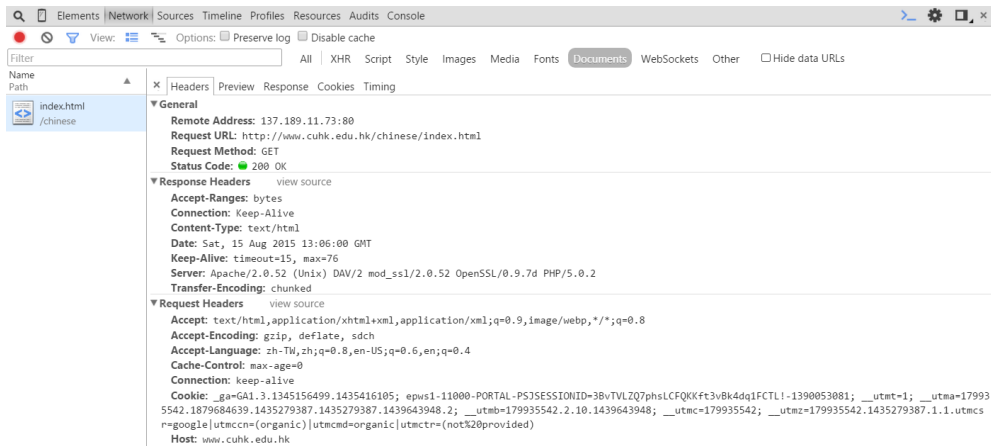 Elements Network Sources Timeline Profiles Resources Audits Console
View: Options: Preserve log Disable cache
Filter All XHR Script Style Images Media Fonts Documents WebSockets Other Hide data URLs
Name
Path
index.html
/chinese
× Headers Preview Response Cookies Timing
General
Remote Address: 137.189.11.73:80
Request URL: http://www.cuhk.edu.hk/chinese/index.html
Request Method: GET
Status Code: 200 OK
Response Headers view source
Accept-Ranges: bytes
Connection: Keep-Alive
Content-Type: text/html
Date: Sat, 15 Aug 2015 13:06:00 GMT
Keep-Alive: timeout=15, max=76
Server: Apache/2.0.52 (Unix) DAV/2 mod_ssl/2.0.52 OpenSSL/0.9.7d PHP/5.0.2
Transfer-Encoding: chunked
Request Headers view source
Accept: text/html,application/xhtml+xml,application/xml;q=0.9,image/webp,*/*;q=0.8
Accept-Encoding: gzip, deflate, sdch
Accept-Language: zh-TW,zh;q=0.8,en-US;q=0.6,en;q=0.4
Cache-Control: max-age=0
Connection: keep-alive
Cookie: _ga=GA1.3.1345156499.1435416105; epws1-11000-PORTAL-PSJSESSIONID=3BvTVLZQ7phsLCFQKKft3vBk4dq1FCTL!-1390053081; __utmt=1; __utma=17993
5542.1879684639.1435279387.1435279387.1439643948.2; __utmb=179935542.2.10.1439643948; __utmc=179935542; __utmz=179935542.1435279387.1.1.utmcs
r=google|utmccn=(organic)|utmcmd=organic|utmctr=(not%20provided)
Host: www.cuhk.edu.hk